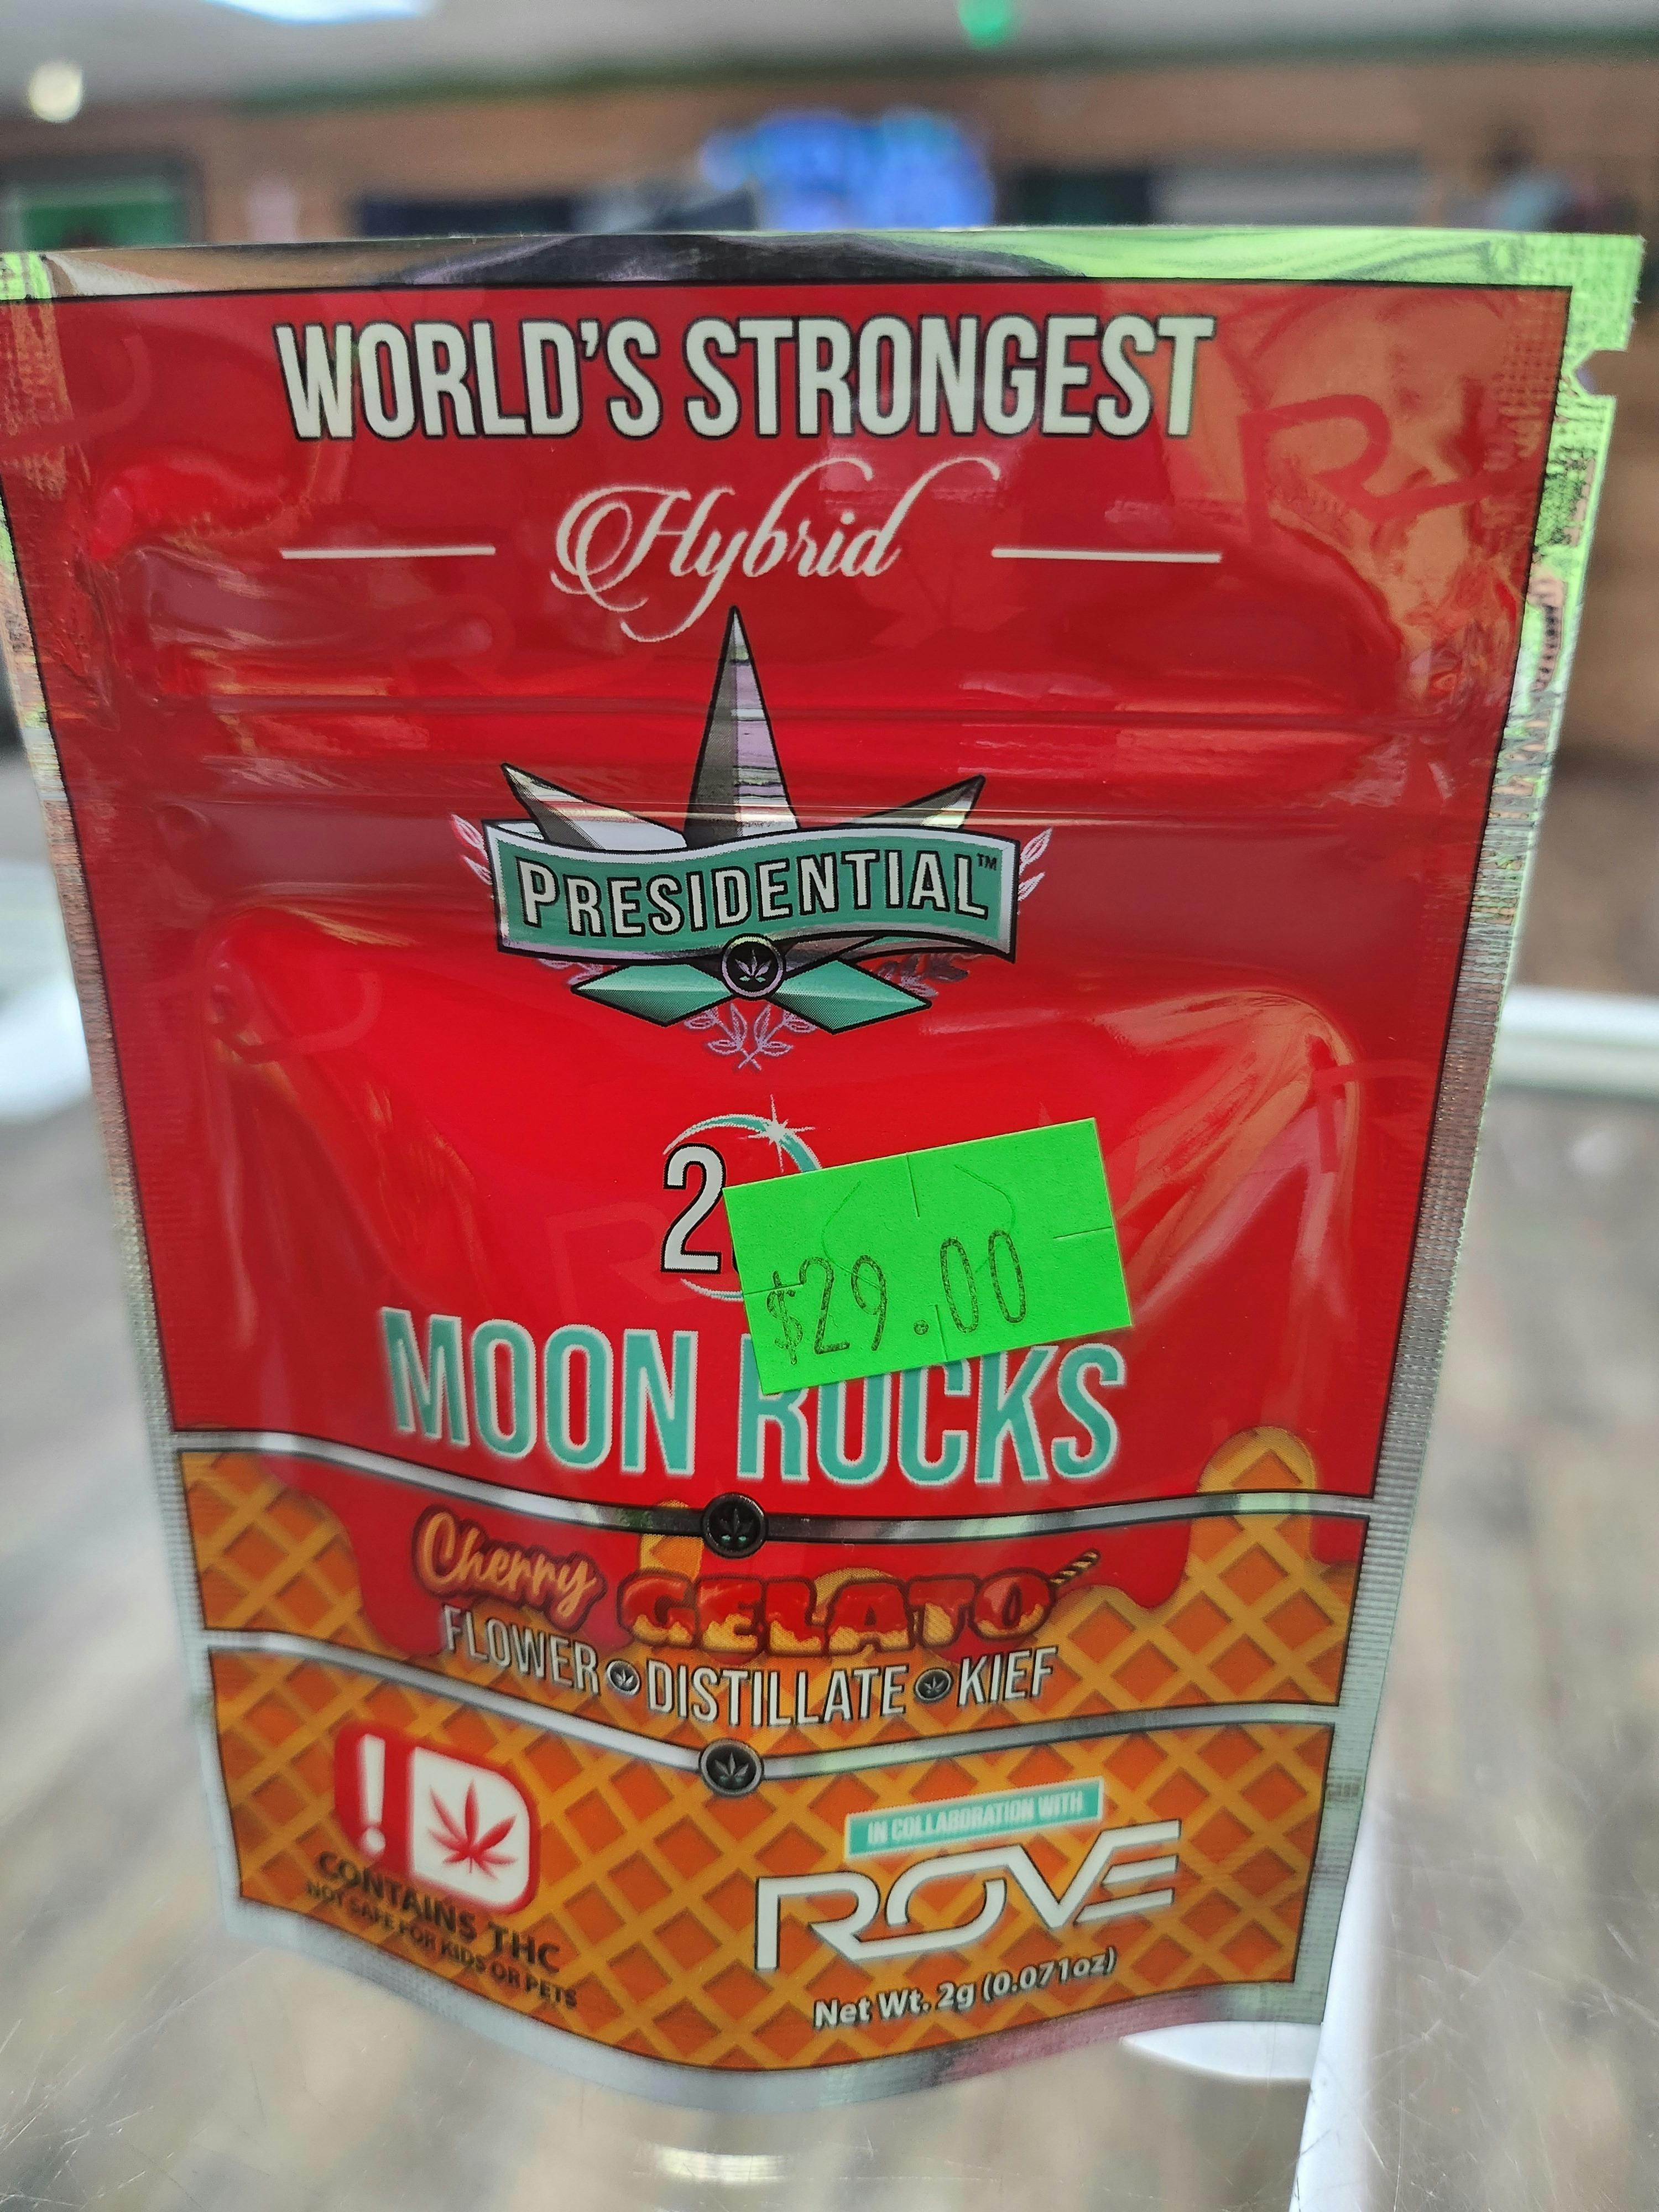 WORLD'S STRONGEST
Hybrid
PRESIDENTIAL™
2
$29.00
MOON ROCKS
Cherry GELATO
FLOWER DISTILLATE KIEF
!
CONTAINS THC
NOT SAFE FOR KIDS OR PETS
IN COLLABORATION WITH
ROVE
Net Wt. 2g (0.071oz)